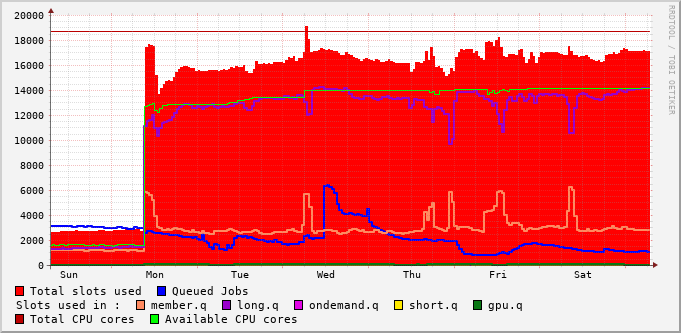 20000
18000
16000
14000
12000
10000
8000
6000
4000
2000
0
Sun Mon Tue Wed Thu Fri Sat
Total slots used Queued Jobs
Slots used in : member.q long.q ondemand.q short.q gpu.q
Total CPU cores Available CPU cores
RRDTOOL / TOBI OETIKER